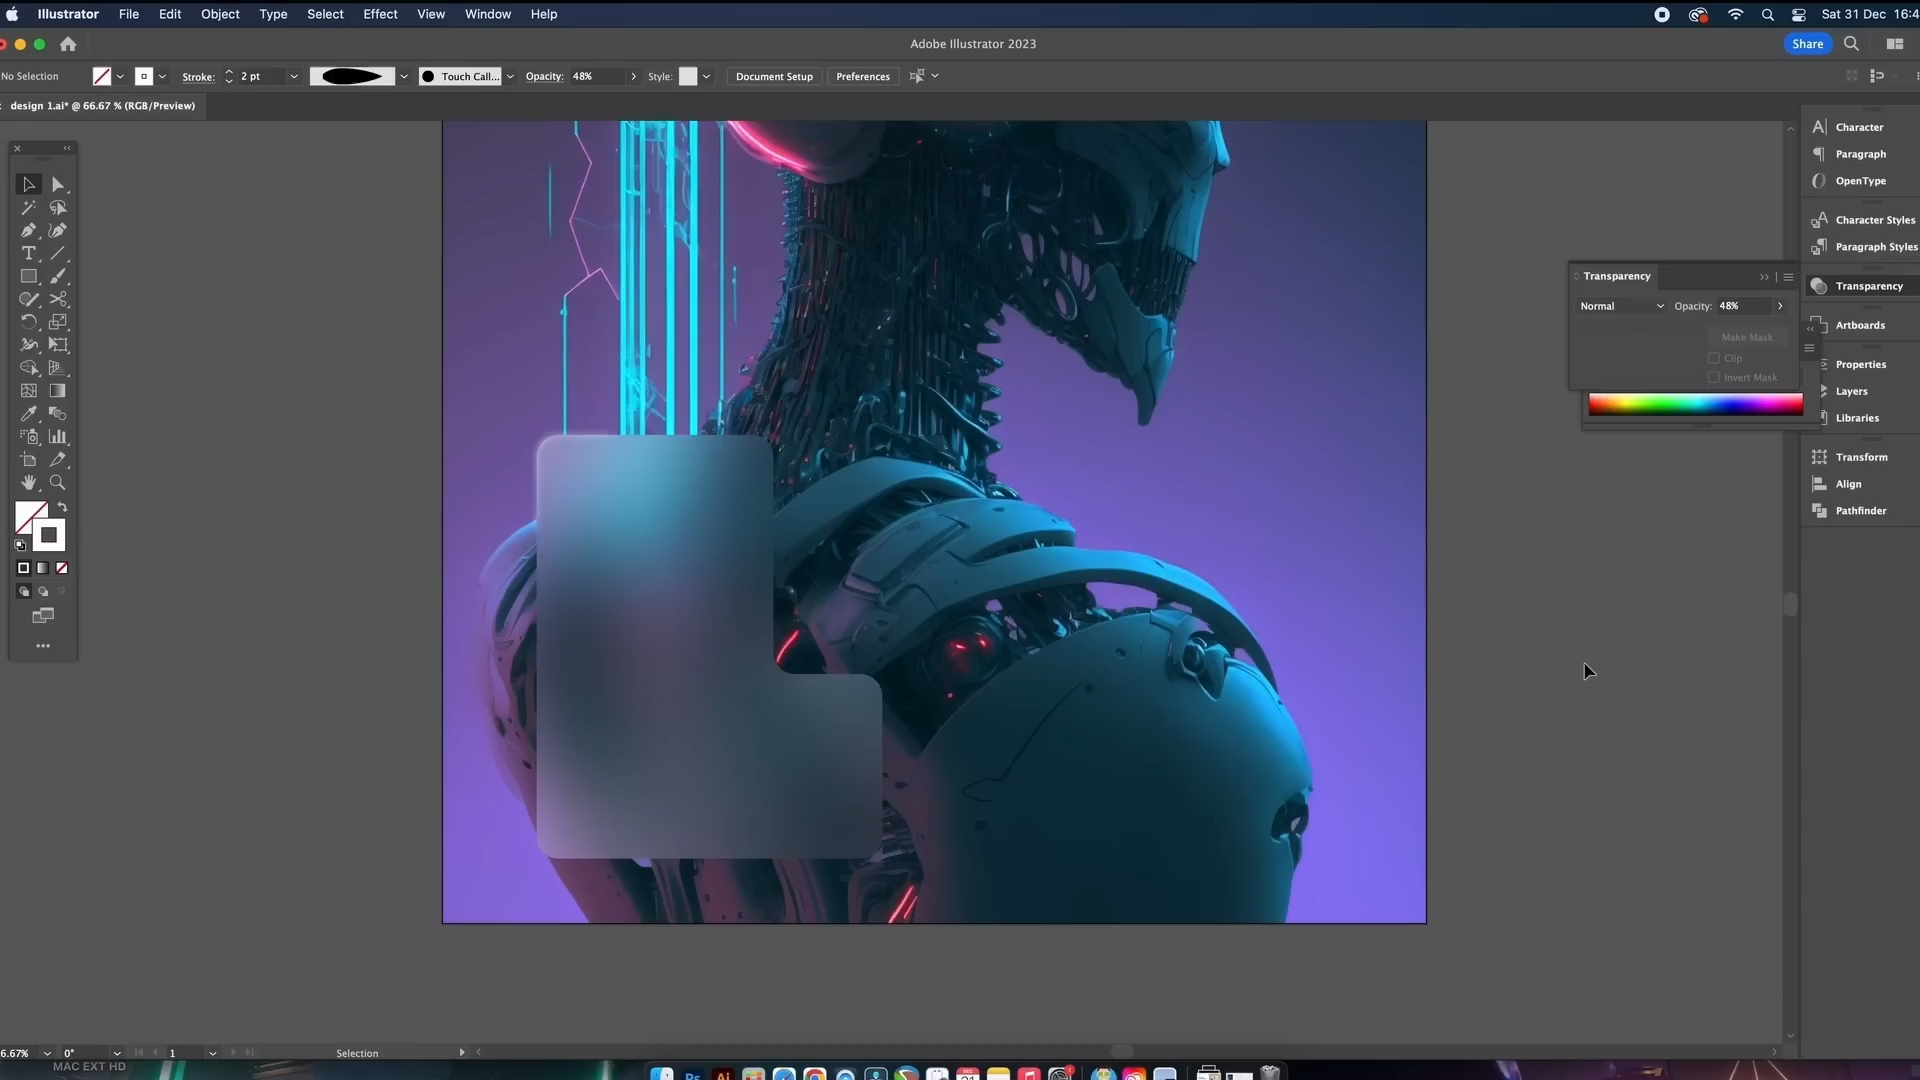 Illustrator File Edit Object Type Select Effect View Window Help Sat 31 Dec 16:4
Adobe Illustrator 2023 Share
No Selection Stroke: 2 pt Touch Call... Opacity: 48% Style: Document Setup Preferences
design 1.ai* @ 66.67 % (RGB/Preview)
Character
Paragraph
OpenType
Character Styles
Paragraph Styles
Transparency
Artboards
Properties
Layers
Libraries
Transform
Align
Pathfinder
Transparency
Normal Opacity: 48%
Make Mask
Clip
Invert Mask
6.67% 0° 1 Selection
MAC EXT HD
Ps Ai